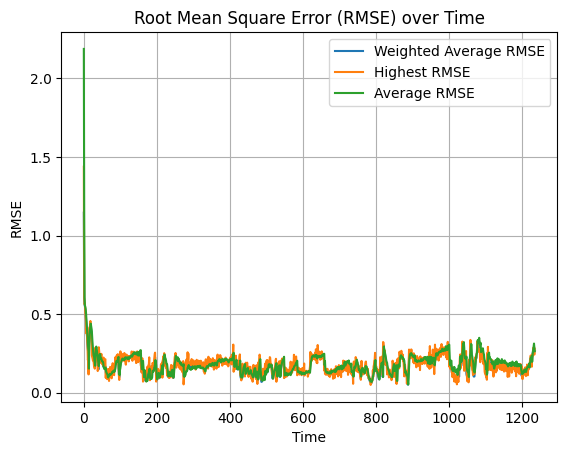 Root Mean Square Error (RMSE) over Time
Weighted Average RMSE
Highest RMSE
Average RMSE
2.0
1.5
1.0
0.5
0.0
RMSE
0 200 400 600 800 1000 1200
Time